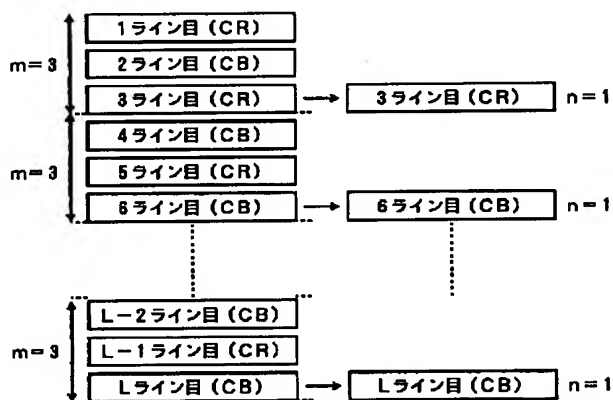 1ライン目(CR)
m=3
2ライン目(CB)
3ライン目(CR)
3ライン目(CR)
n=1
4ライン目(CB)
m=3
5ライン目(CR)
6ライン目(CB)
6ライン目(CB)
n=1
L-2ライン目(CB)
m=3
L-1ライン目(CR)
Lライン目(CB)
Lライン目(CB)
n=1